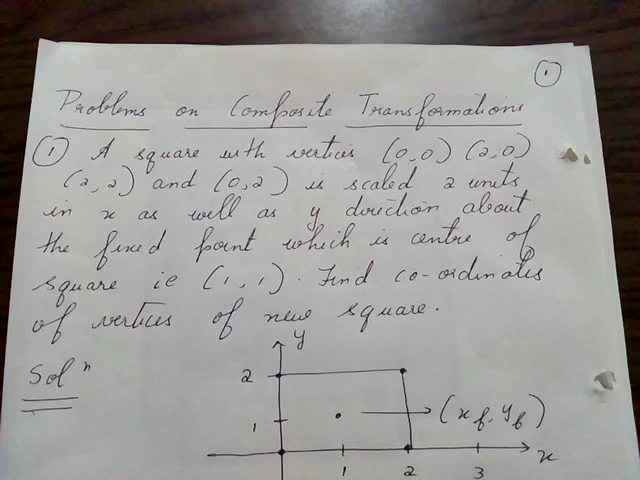 1
Problems on Composite Transformations
1 A square with vertices (0,0) (2,0)
(2,2) and (0,2) is scaled 2 units
in x as well as y direction about
the fixed point which is centre of
square ie (1,1). Find co-ordinates
of vertices of new square.
Solⁿ
y
2
1
(xf, yf)
1 2 3 x